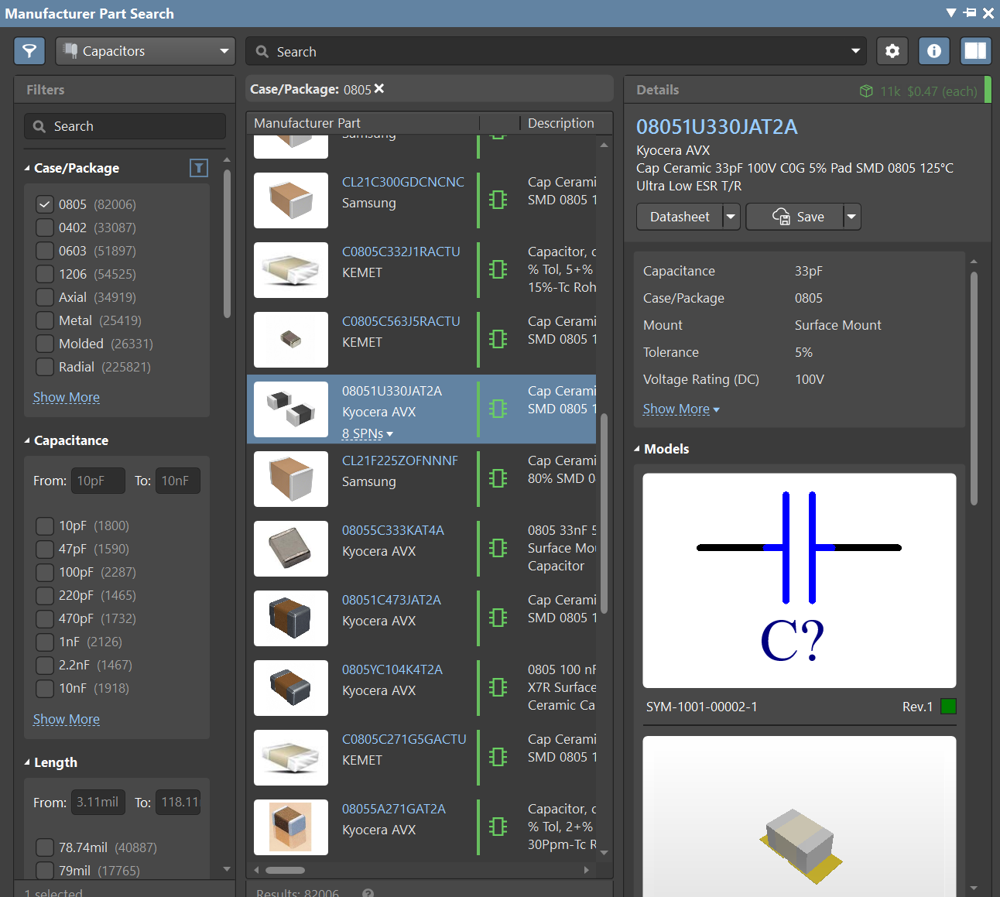 Manufacturer Part Search
Capacitors
Search
Filters
Search
Case/Package
0805 (82006)
0402 (33087)
0603 (51897)
1206 (54525)
Axial (34919)
Metal (25419)
Molded (26331)
Radial (225821)
Show More
Capacitance
From: 10pF To: 10nF
10pF (1800)
47pF (1590)
100pF (2287)
220pF (1465)
470pF (1732)
1nF (2126)
2.2nF (1467)
10nF (1918)
Show More
Length
From: 3.11mil To: 118.11
78.74mil (40887)
79mil (17765)
1 selected
Case/Package: 0805
Manufacturer Part Description
Samsung
CL21C300GDCNCNC
Samsung
Cap Cerami
SMD 0805 1
C0805C332J1RACTU
KEMET
Capacitor, c
% Tol, 5+%
15%-Tc Roh
C0805C563J5RACTU
KEMET
Cap Cerami
SMD 0805 1
08051U330JAT2A
Kyocera AVX
8 SPNs
Cap Cerami
SMD 0805 1
CL21F225ZOFNNNF
Samsung
Cap Cerami
80% SMD 0
08055C333KAT4A
Kyocera AVX
0805 33nF 5
Surface Mou
Capacitor
08051C473JAT2A
Kyocera AVX
Cap Cerami
SMD 0805 1
0805YC104K4T2A
Kyocera AVX
0805 100 nF
X7R Surface
Ceramic Ca
C0805C271G5GACTU
KEMET
Cap Cerami
SMD 0805 1
08055A271GAT2A
Kyocera AVX
Capacitor, c
% Tol, 2+%
30Ppm-Tc R
Results: 82006
Details
11k $0.47 (each)
08051U330JAT2A
Kyocera AVX
Cap Ceramic 33pF 100V C0G 5% Pad SMD 0805 125°C
Ultra Low ESR T/R
Datasheet
Save
Capacitance 33pF
Case/Package 0805
Mount Surface Mount
Tolerance 5%
Voltage Rating (DC) 100V
Show More
Models
C?
SYM-1001-00002-1 Rev.1